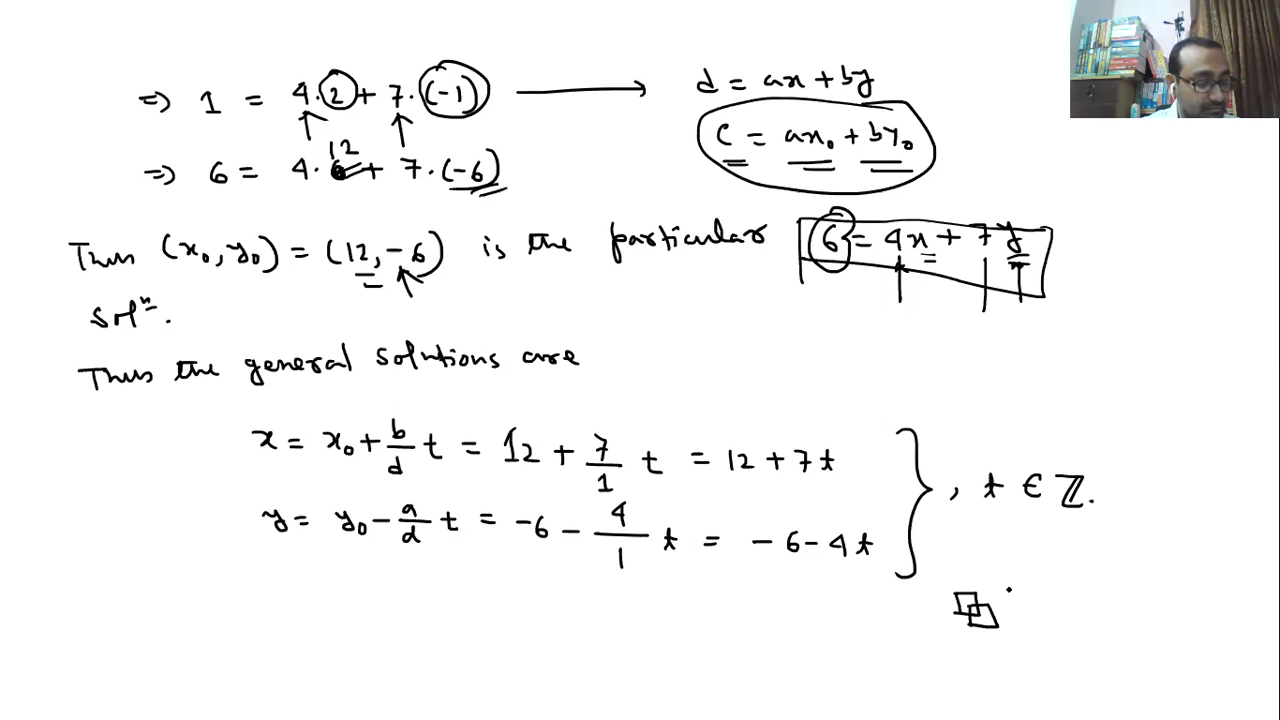 ⇒ 1 = 4·2 + 7·(-1) ⟶ d = ax + by
c = ax₀ + by₀
⇒ 6 = 4·12 + 7·(-6)
Thus (x₀, y₀) = (12, -6) is the particular 6 = 4x + 7y
solⁿ.
Thus the general solutions are
x = x₀ + b/d t = 12 + 7/1 t = 12 + 7t
y = y₀ - a/d t = -6 - 4/1 t = -6 - 4t } , t ∈ ℤ.